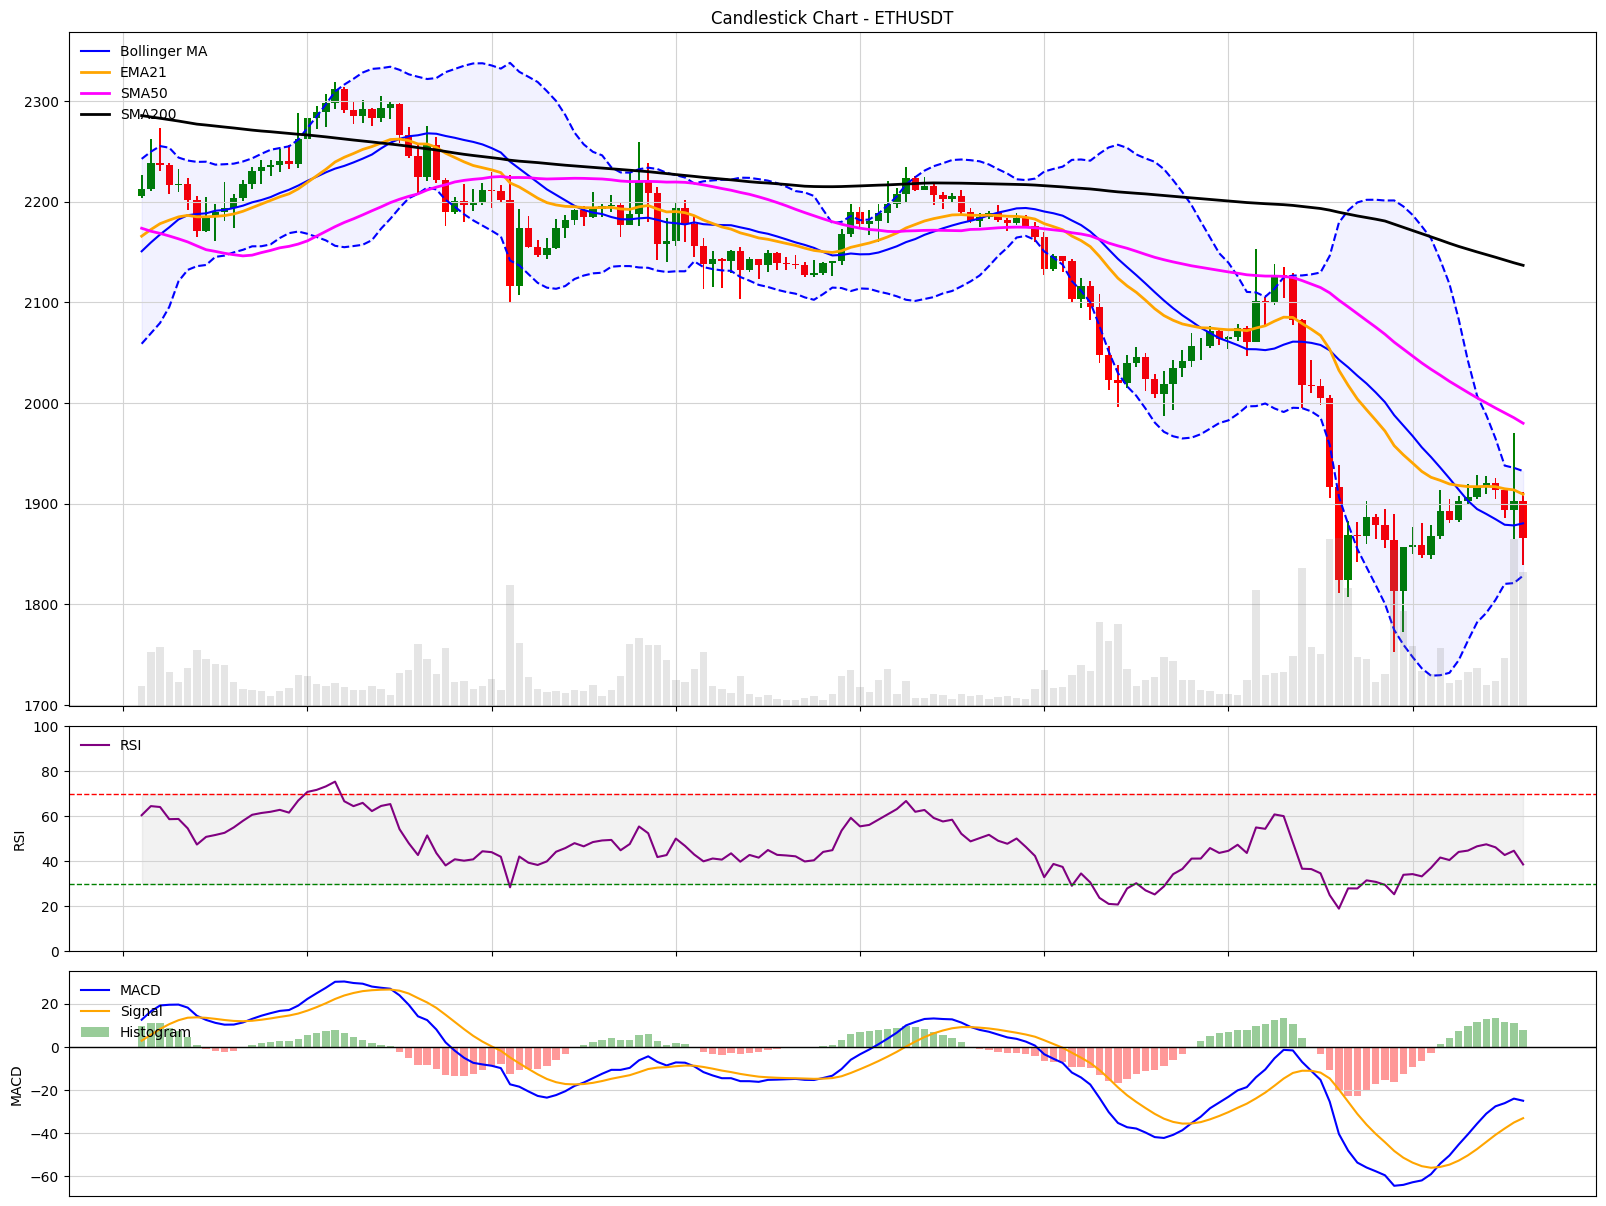 Candlestick Chart - ETHUSDT
Bollinger MA
EMA21
SMA50
SMA200
2300
2200
2100
2000
1900
1800
1700
RSI
100
80
60
40
20
0
RSI
MACD
Signal
Histogram
20
0
−20
−40
−60
MACD